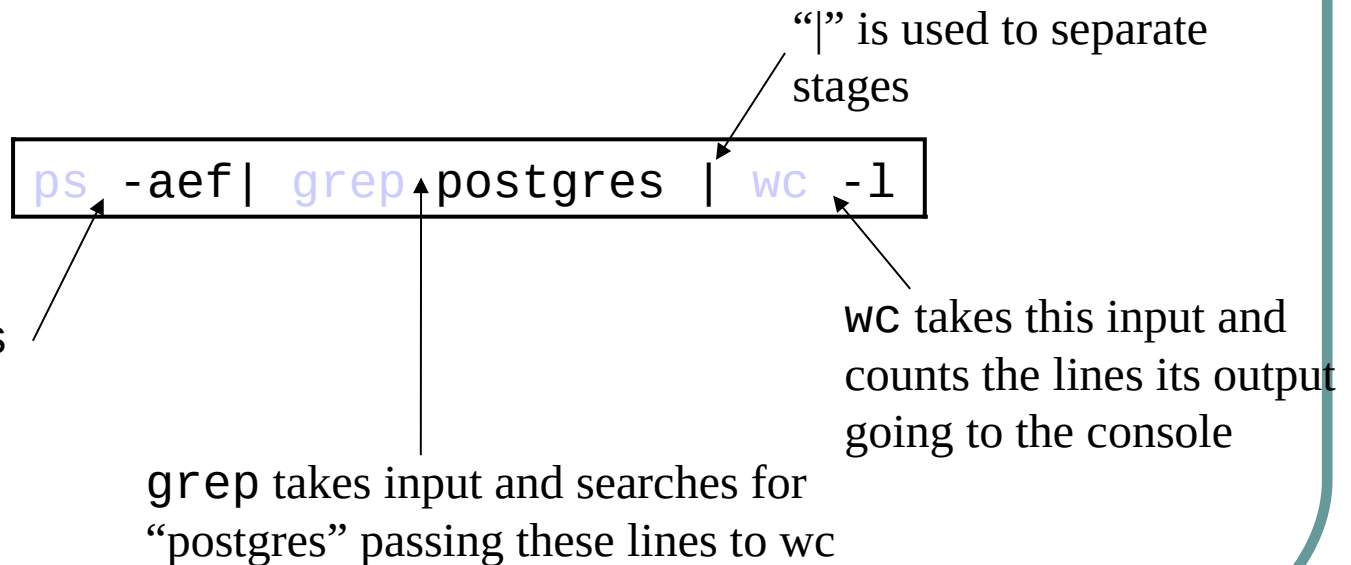 “|” is used to separate
stages
ps -aef| grep postgres | wc -l
wc takes this input and
counts the lines its output
going to the console
grep takes input and searches for
“postgres” passing these lines to wc